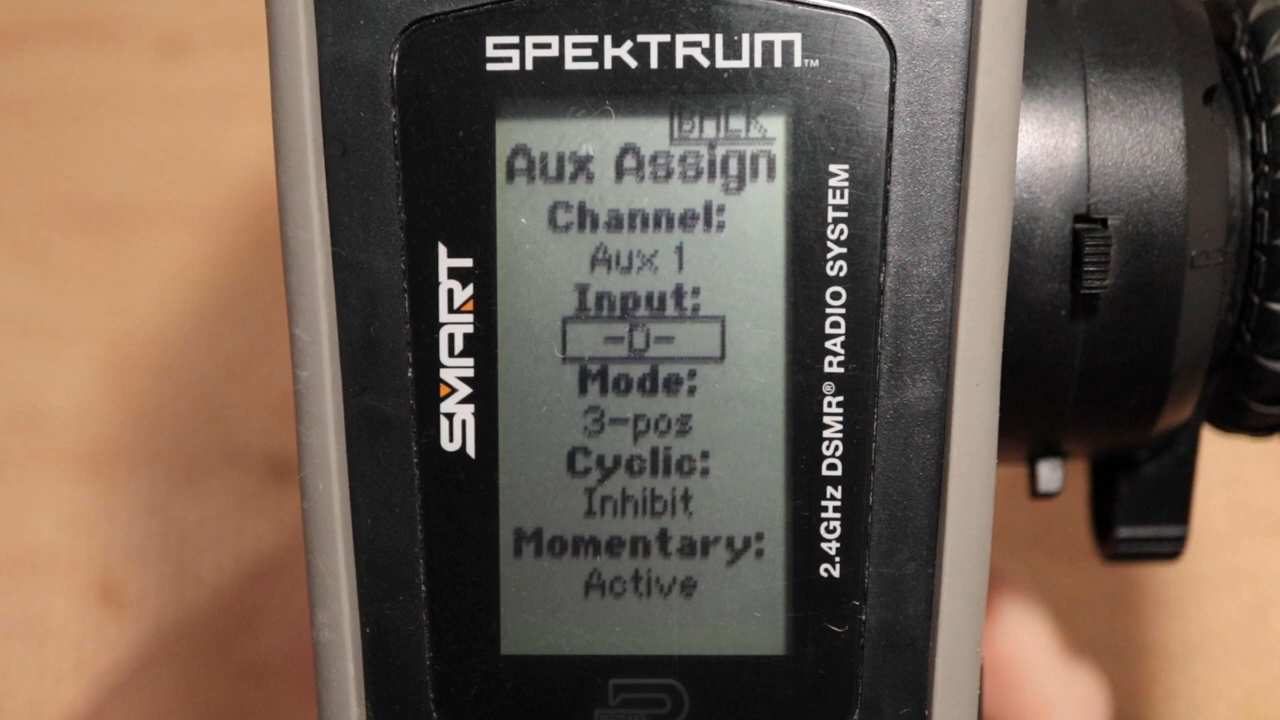 SPEKTRUM™
BACK
Aux Assign
Channel:
Aux 1
Input:
-D-
Mode:
3-pos
Cyclic:
Inhibit
Momentary:
Active
SMART
2.4GHz DSMR® RADIO SYSTEM